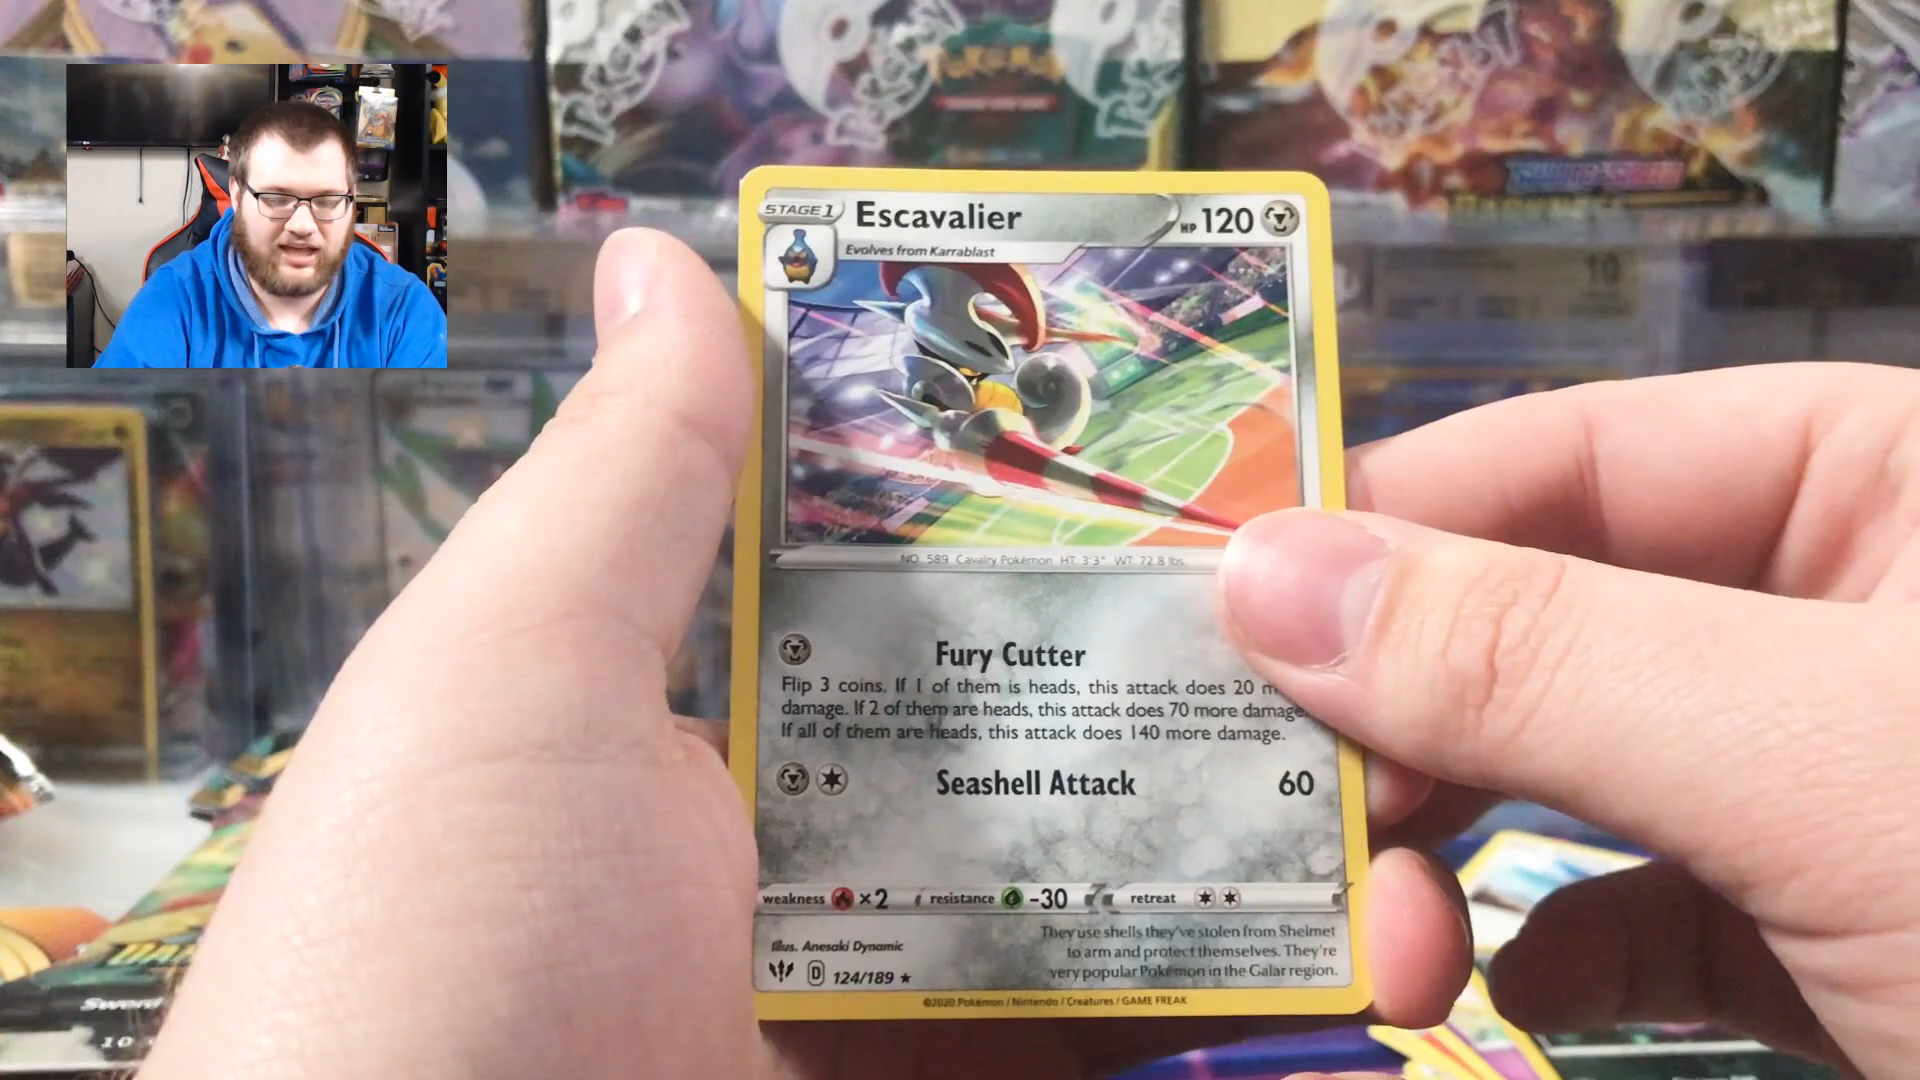 POKéMON
STAGE 1
Escavalier
HP 120
Evolves from Karrablast
10
NO. 589 Cavalry Pokémon HT. 3'3" WT. 72.8 lbs.
Fury Cutter
Flip 3 coins. If 1 of them is heads, this attack does 20
damage. If 2 of them are heads, this attack does 70 more damage.
If all of them are heads, this attack does 140 more damage.
Seashell Attack 60
weakness ×2 resistance -30 retreat
Illus. Anesaki Dynamic
D 124/189 ★
They use shells they've stolen from Shelmet
to arm and protect themselves. They're
very popular Pokémon in the Galar region.
©2020 Pokémon / Nintendo / Creatures / GAME FREAK
Sword
10